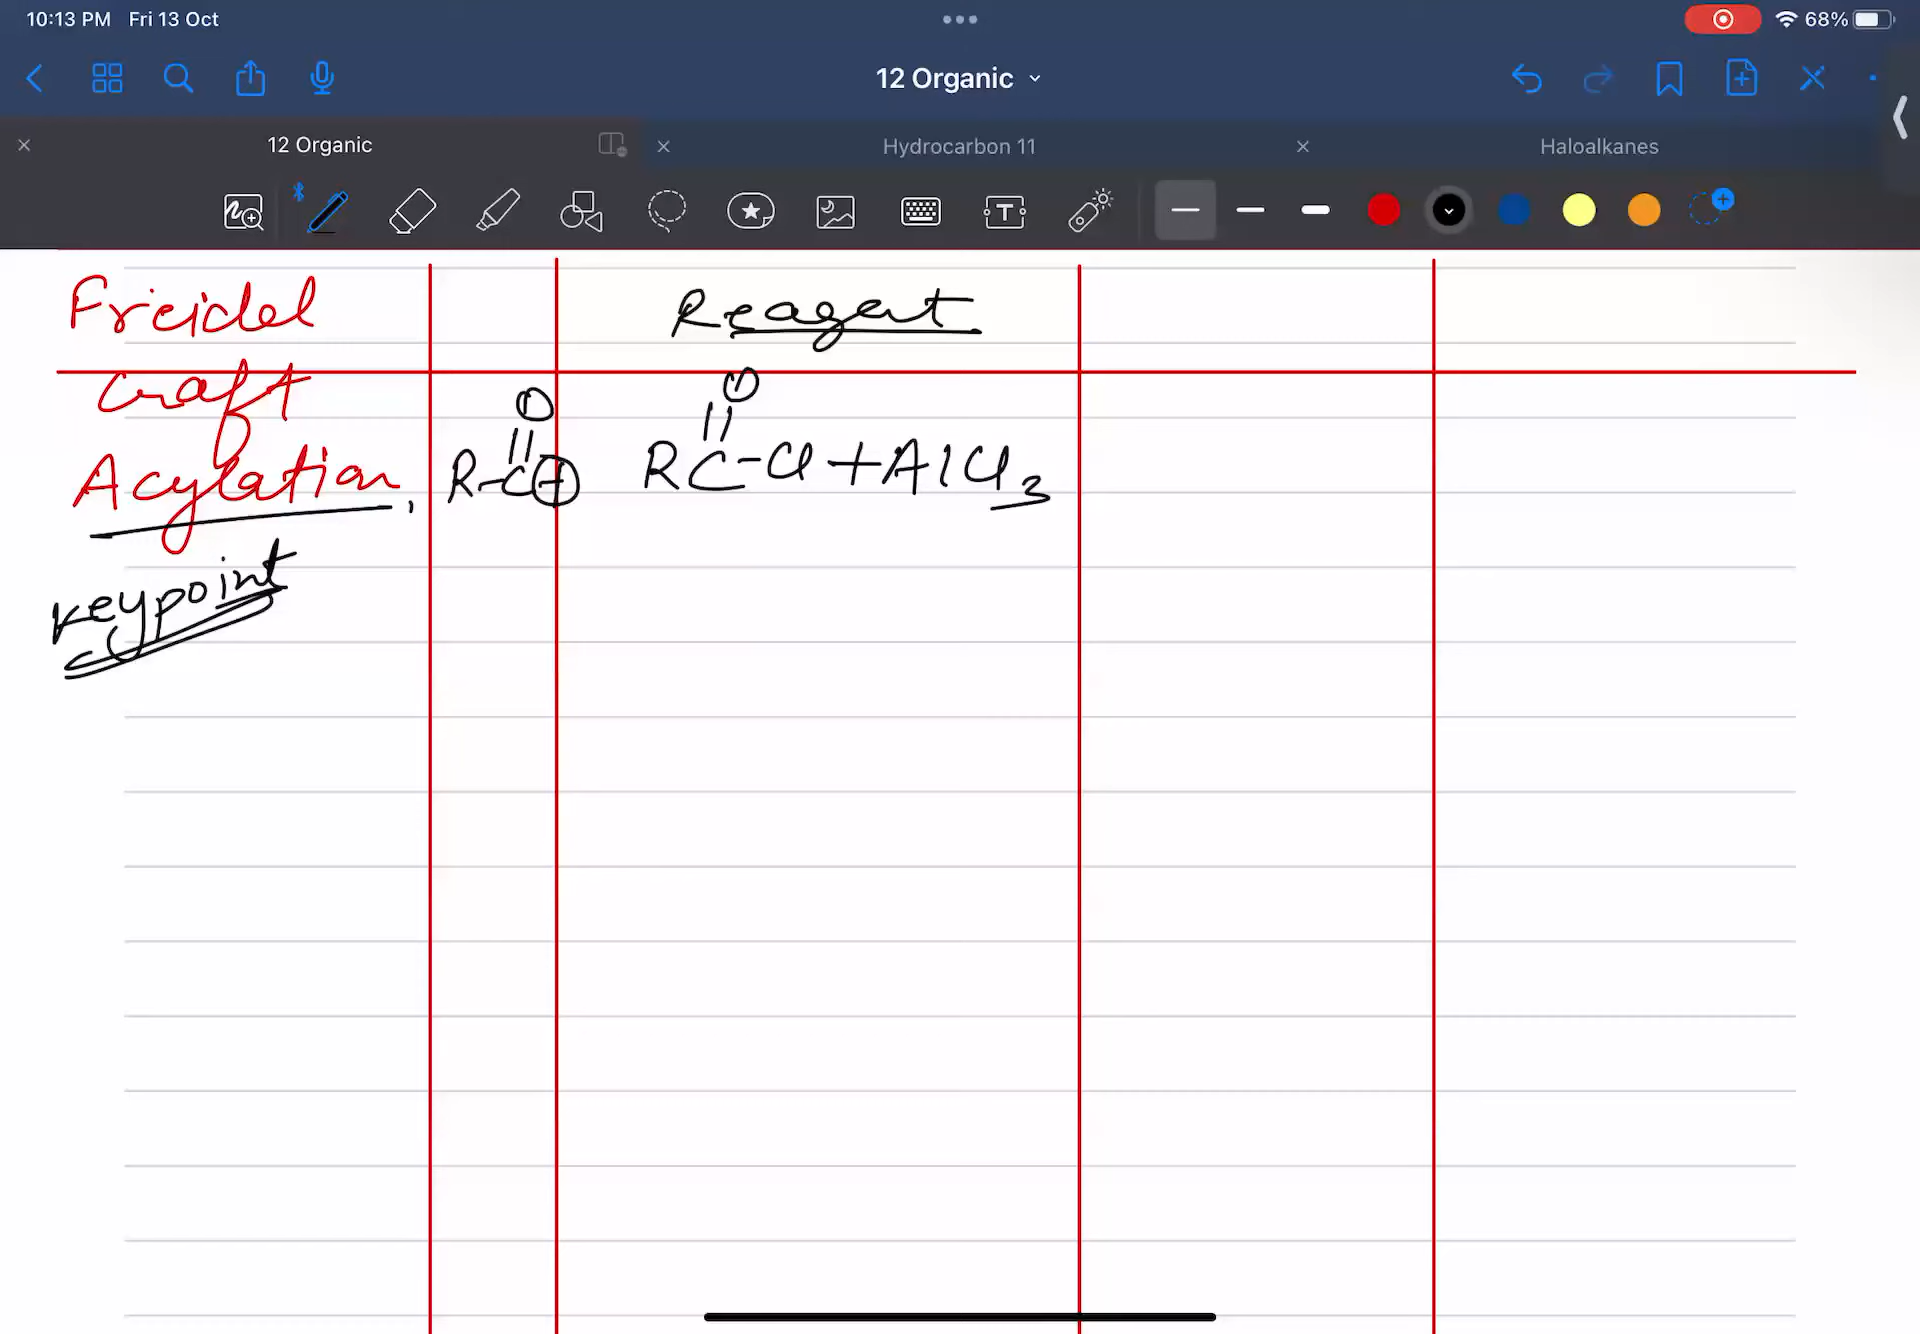 10:13 PM Fri 13 Oct
68%
12 Organic
12 Organic
Hydrocarbon 11
Haloalkanes
T
Freidel
Reagent
Craft
O
O
Acylation,
R-C+
RC-Cl+AlCl3
Keypoint